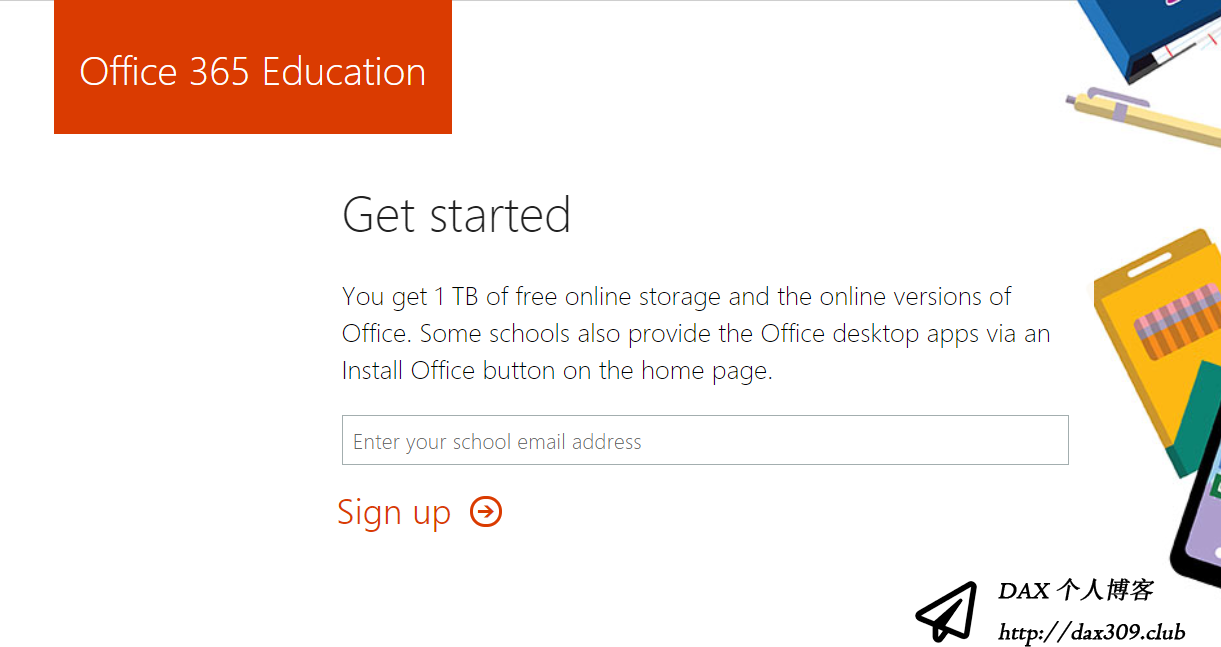 Office 365 Education
Get started
You get 1 TB of free online storage and the online versions of
Office. Some schools also provide the Office desktop apps via an
Install Office button on the home page.
Enter your school email address
Sign up
DAX 个人博客
http://dax309.club